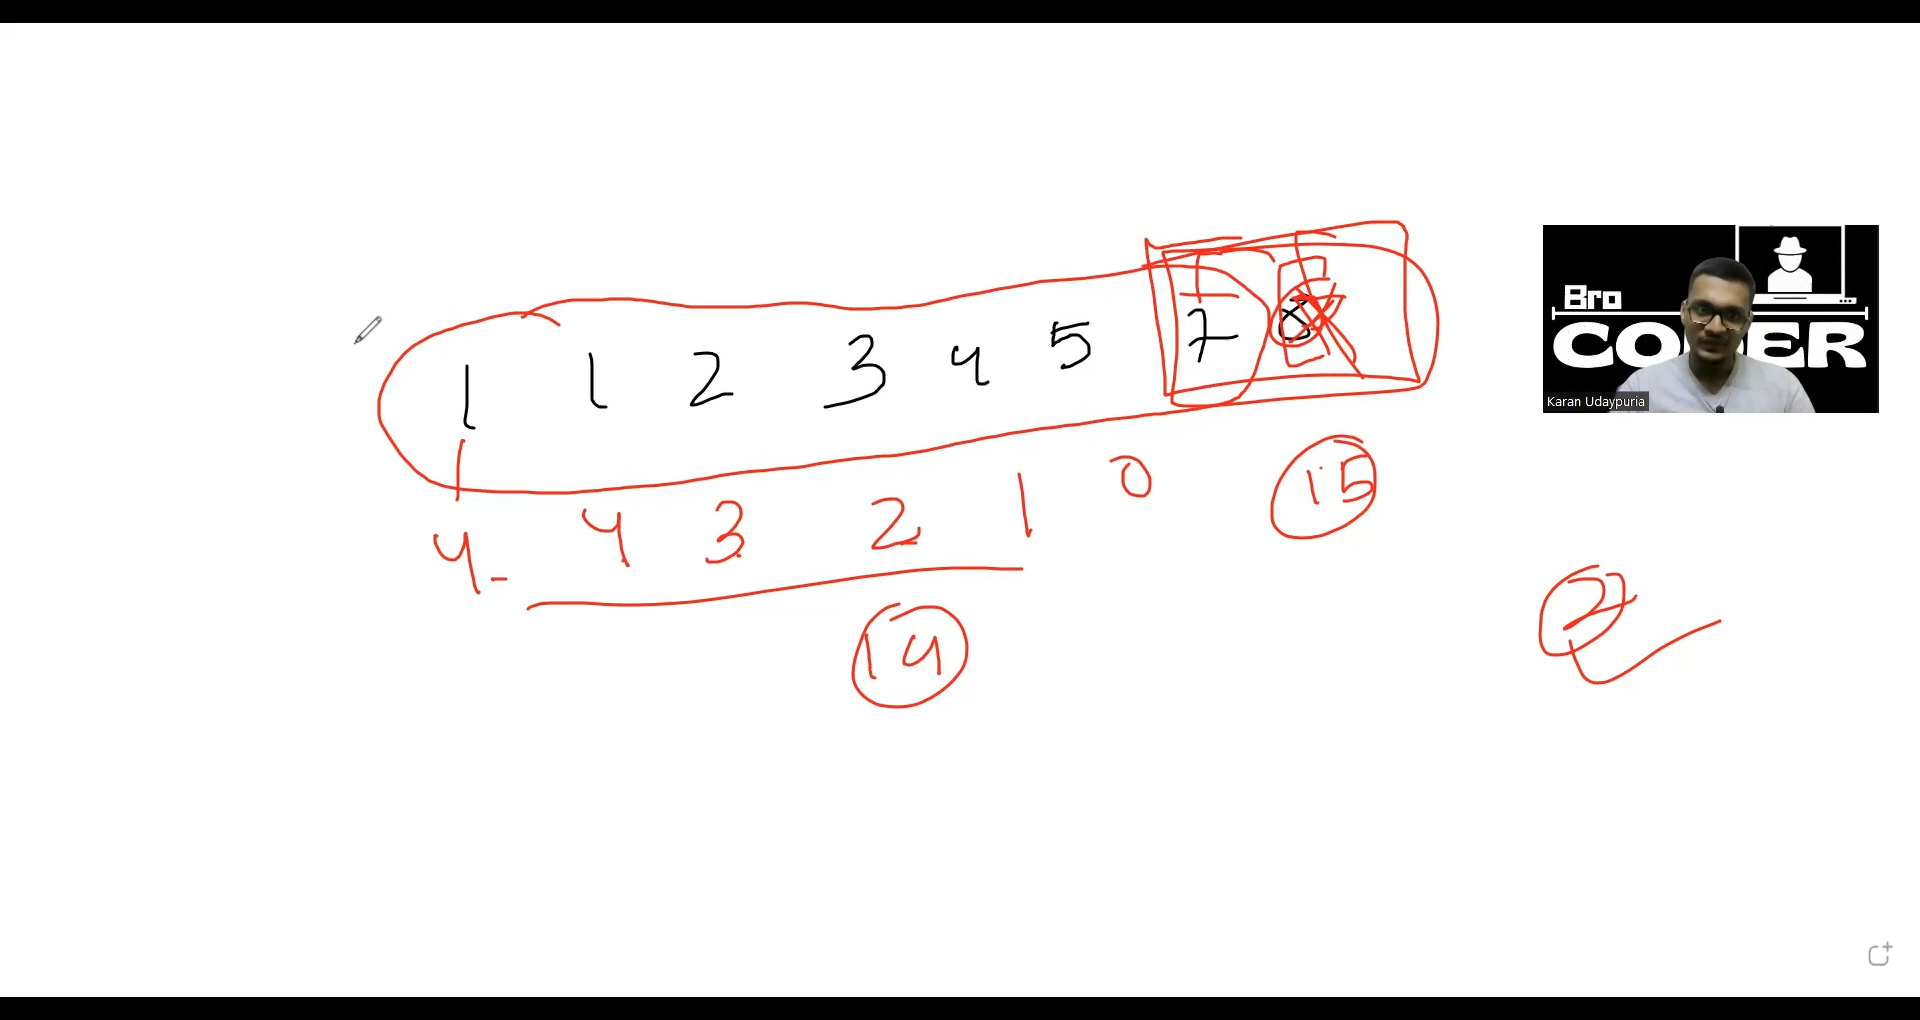 1 1 2 3 4 5 7 8
4 - 4 3 2 1 0 15
14
2
Bro
CODER
Karan Udaypuria